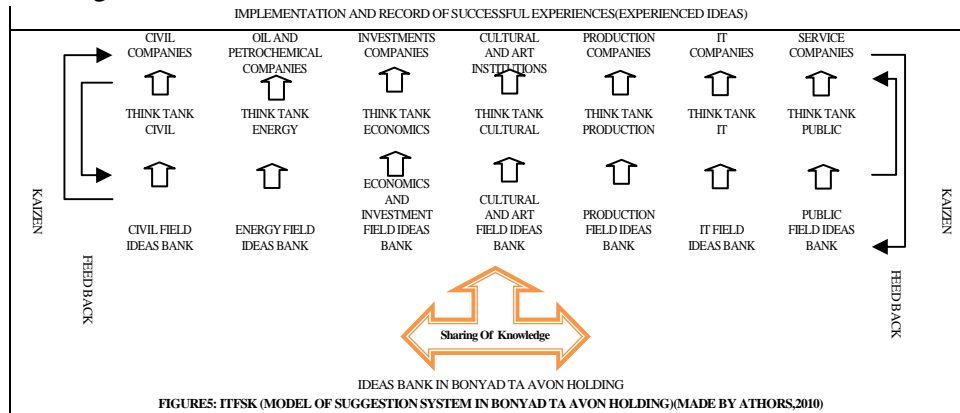 IMPLEMENTATION AND RECORD OF SUCCESSFUL EXPERIENCES(EXPERIENCED IDEAS)
CIVIL
COMPANIES
OIL AND
PETROCHEMICAL
COMPANIES
INVESTMENTS
COMPANIES
CULTURAL
AND ART
INSTITUTIONS
PRODUCTION
COMPANIES
IT
COMPANIES
SERVICE
COMPANIES
THINK TANK
CIVIL
THINK TANK
ENERGY
THINK TANK
ECONOMICS
THINK TANK
CULTURAL
THINK TANK
PRODUCTION
THINK TANK
IT
THINK TANK
PUBLIC
CIVIL FIELD
IDEAS BANK
ENERGY FIELD
IDEAS BANK
ECONOMICS
AND
INVESTMENT
FIELD IDEAS
BANK
CULTURAL
AND ART
FIELD IDEAS
BANK
PRODUCTION
FIELD IDEAS
BANK
IT FIELD
IDEAS BANK
PUBLIC
FIELD IDEAS
BANK
KAIZEN
FEED BACK
KAIZEN
FEED BACK
Sharing Of Knowledge
IDEAS BANK IN BONYAD TA AVON HOLDING
FIGURE5: ITFSK (MODEL OF SUGGESTION SYSTEM IN BONYAD TA AVON HOLDING)(MADE BY ATHORS,2010)